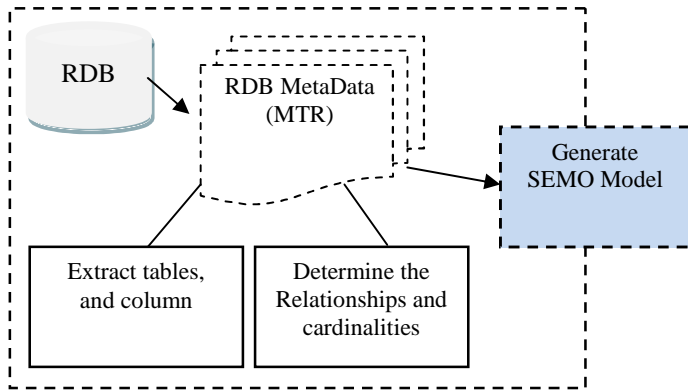 RDB
RDB MetaData
(MTR)
Generate
SEMO Model
Extract tables,
and column
Determine the
Relationships and
cardinalities